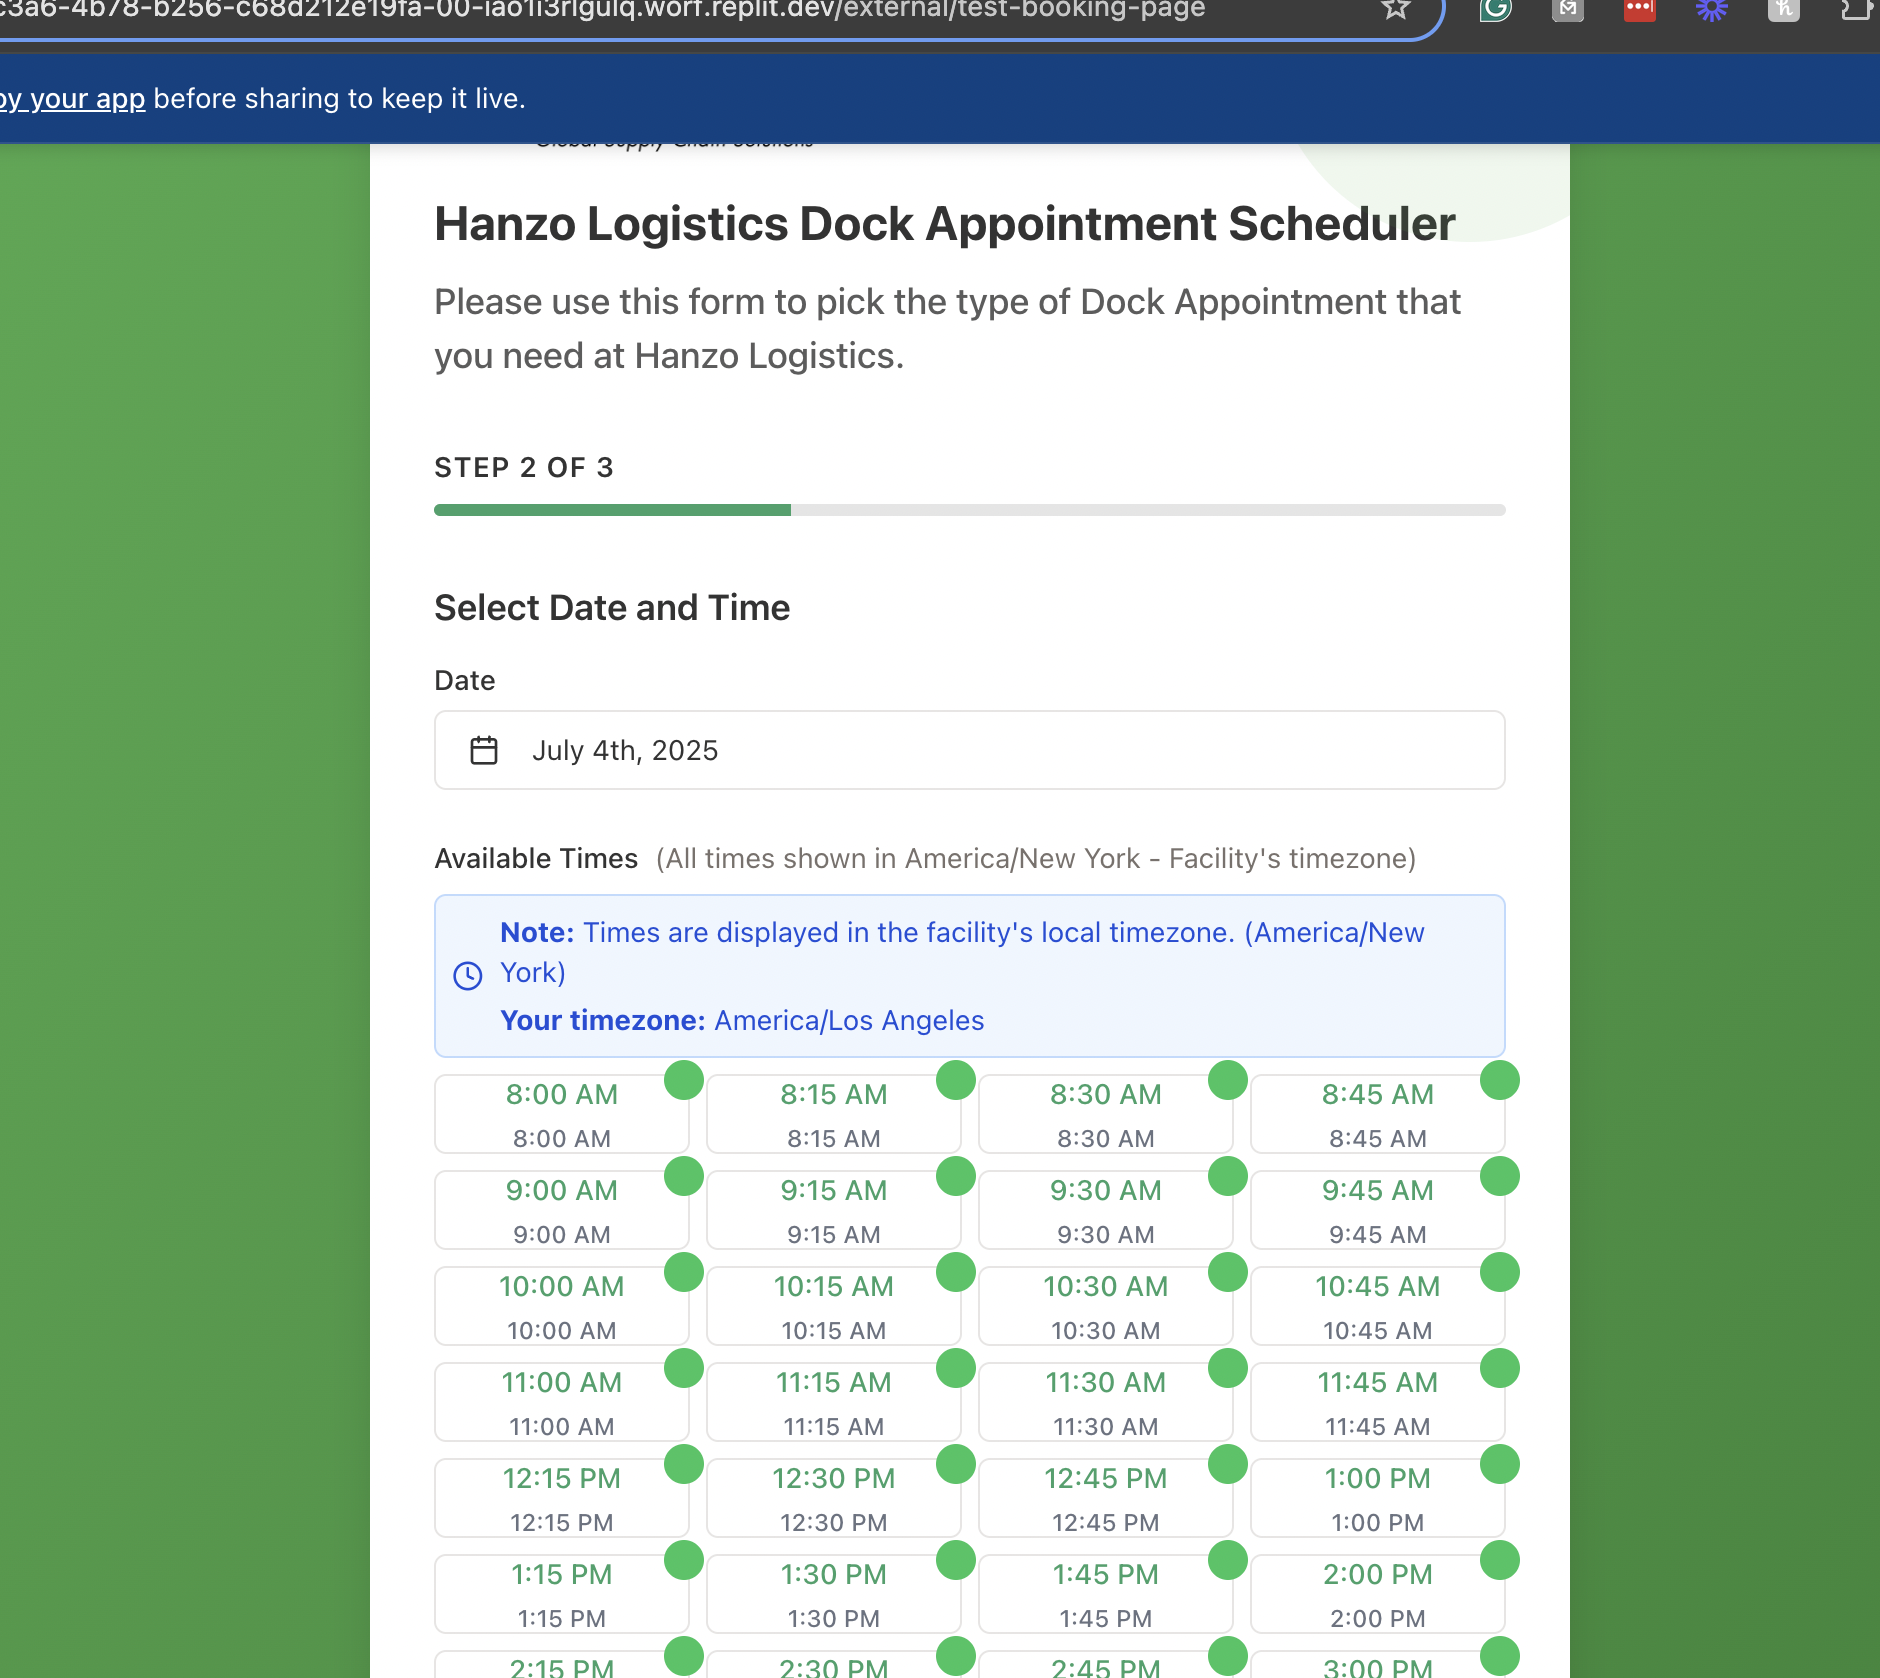 c3a6-4b78-b256-c68d212e19fa-00-iao1i3rlgulq.worf.replit.dev/external/test-booking-page
by your app before sharing to keep it live.
Global Supply Chain Solutions
Hanzo Logistics Dock Appointment Scheduler
Please use this form to pick the type of Dock Appointment that
you need at Hanzo Logistics.
STEP 2 OF 3
Select Date and Time
Date
July 4th, 2025
Available Times (All times shown in America/New York - Facility's timezone)
Note: Times are displayed in the facility's local timezone. (America/New
York)
Your timezone: America/Los Angeles
8:00 AM 8:15 AM 8:30 AM 8:45 AM
8:00 AM 8:15 AM 8:30 AM 8:45 AM
9:00 AM 9:15 AM 9:30 AM 9:45 AM
9:00 AM 9:15 AM 9:30 AM 9:45 AM
10:00 AM 10:15 AM 10:30 AM 10:45 AM
10:00 AM 10:15 AM 10:30 AM 10:45 AM
11:00 AM 11:15 AM 11:30 AM 11:45 AM
11:00 AM 11:15 AM 11:30 AM 11:45 AM
12:15 PM 12:30 PM 12:45 PM 1:00 PM
12:15 PM 12:30 PM 12:45 PM 1:00 PM
1:15 PM 1:30 PM 1:45 PM 2:00 PM
1:15 PM 1:30 PM 1:45 PM 2:00 PM
2:15 PM 2:30 PM 2:45 PM 3:00 PM